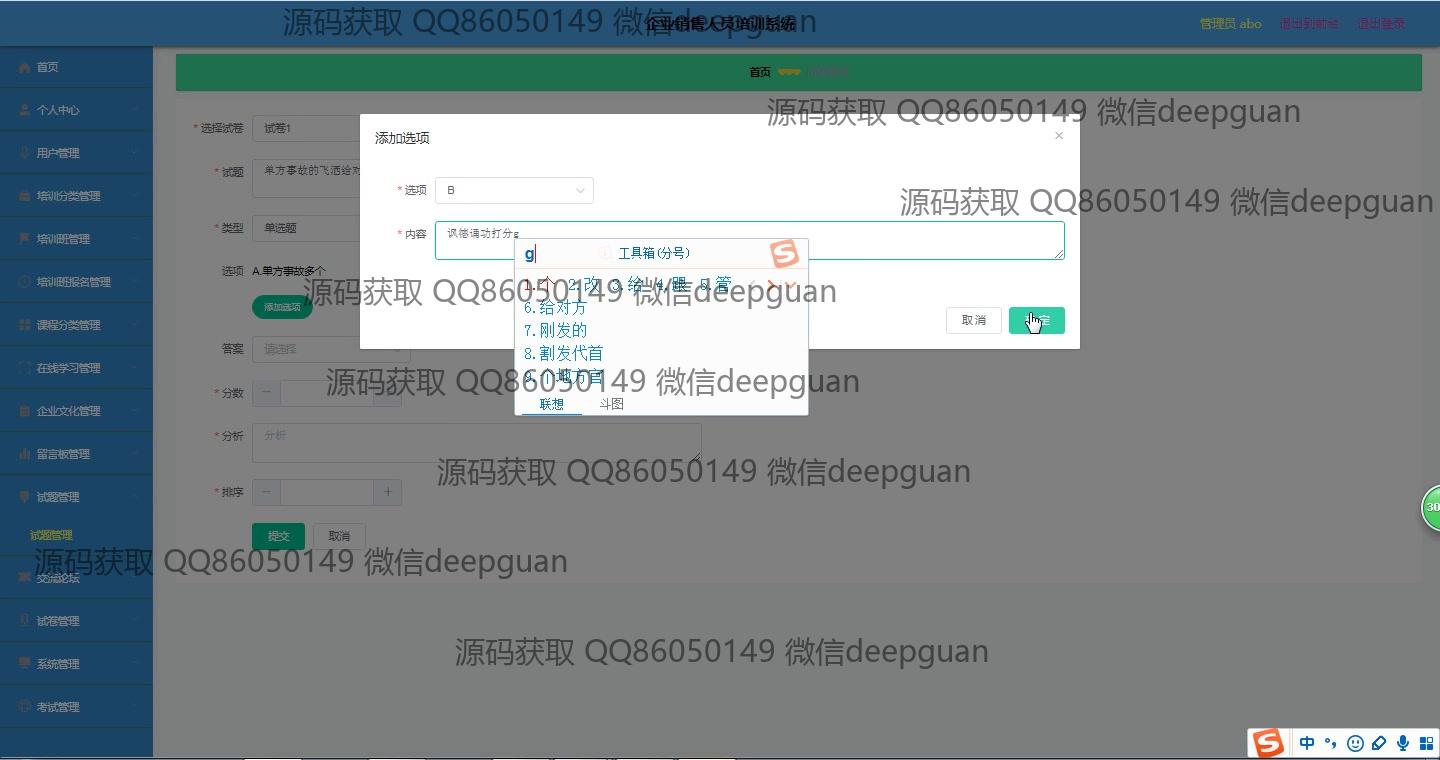 源码获取 QQ86050149 微信deepguan
企业销售人员培训系统
管理员 abo
退出到前台
退出登录
首页
个人中心
用户管理
培训分类管理
培训班管理
培训班报名管理
课程分类管理
在线学习管理
企业文化管理
留言板管理
试题管理
试题管理
交流论坛
试卷管理
系统管理
考试管理
首页
源码获取 QQ86050149 微信deepguan
* 选择试卷 试卷1
* 试题 单方事故的飞洒给对
* 类型 单选题
选项 A.单方事故多个
添加选项
答案 请选择
* 分数
* 分析 分析
* 排序
提交 取消
添加选项
源码获取 QQ86050149 微信deepguan
* 选项 B
* 内容 讽德诵功打分g
g 工具箱(分号)
1.个 2.改 3.给 4.跟 5.管
6.给对方
7.刚发的
8.割发代首
9.个地方官
联想 斗图
取消
源码获取 QQ86050149 微信deepguan
源码获取 QQ86050149 微信deepguan
源码获取 QQ86050149 微信deepguan
源码获取 QQ86050149 微信deepguan
源码获取 QQ86050149 微信deepguan
30
中